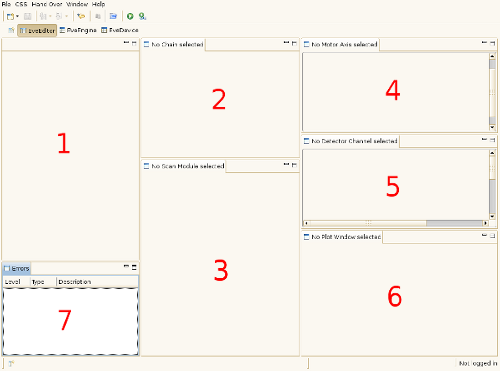 File CSS Hand Over Window Help
EveEditor EveEngine EveDevice
No Chain selected
No Motor Axis selected
1
2
4
No Detector Channel selected
No Scan Module selected
5
3
No Plot Window selected
6
Errors
Level Type Description
7
Not logged in